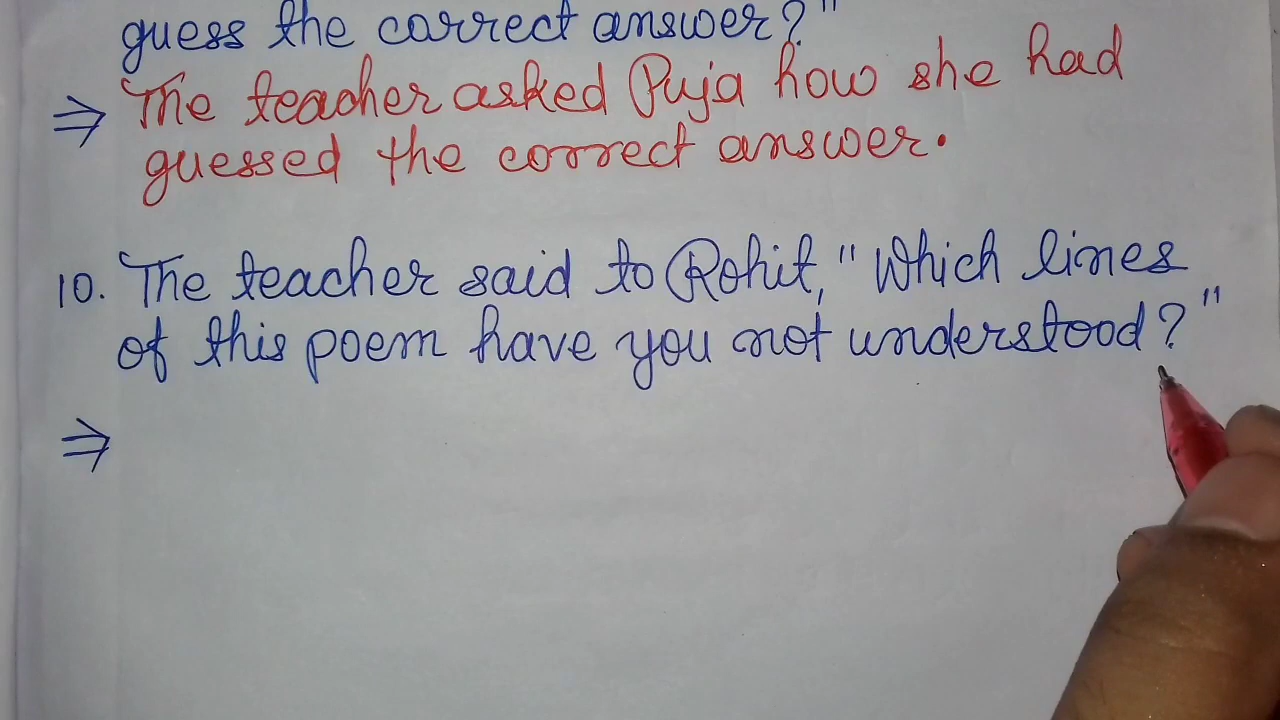 guess the correct answer?"
⇒ The teacher asked Puja how she had
guessed the correct answer.
10. The teacher said to Rohit, "Which lines
of this poem have you not understood?"
⇒